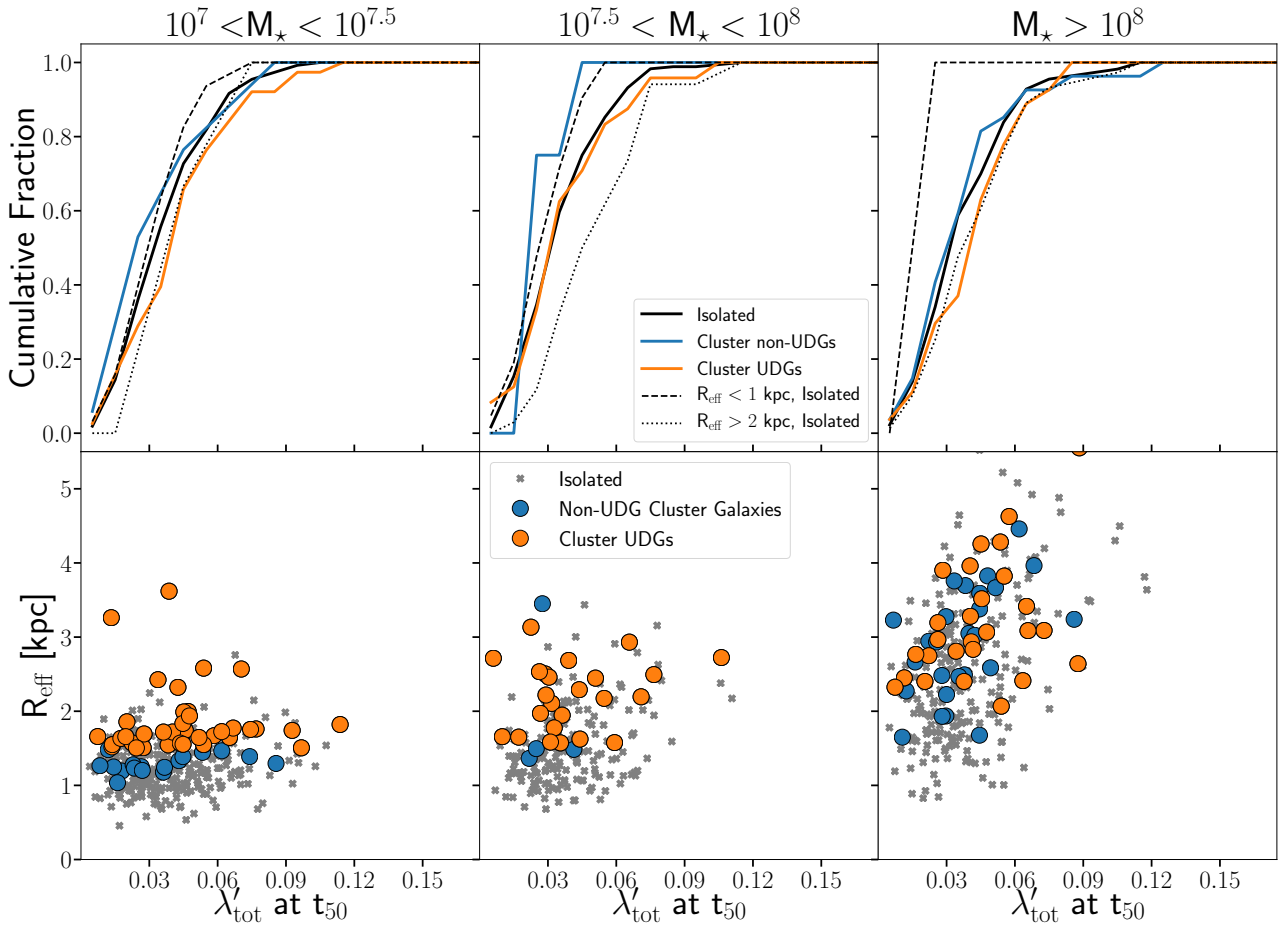 10^7 < M⋆ < 10^7.5
10^7.5 < M⋆ < 10^8
M⋆ > 10^8
Cumulative Fraction
1.0
0.8
0.6
0.4
0.2
0.0
Isolated
Cluster non-UDGs
Cluster UDGs
R_eff < 1 kpc, Isolated
R_eff > 2 kpc, Isolated
R_eff [kpc]
5
4
3
2
1
0
Isolated
Non-UDG Cluster Galaxies
Cluster UDGs
0.03 0.06 0.09 0.12 0.15
0.03 0.06 0.09 0.12 0.15
0.03 0.06 0.09 0.12 0.15
λ′_tot at t_50
λ′_tot at t_50
λ′_tot at t_50